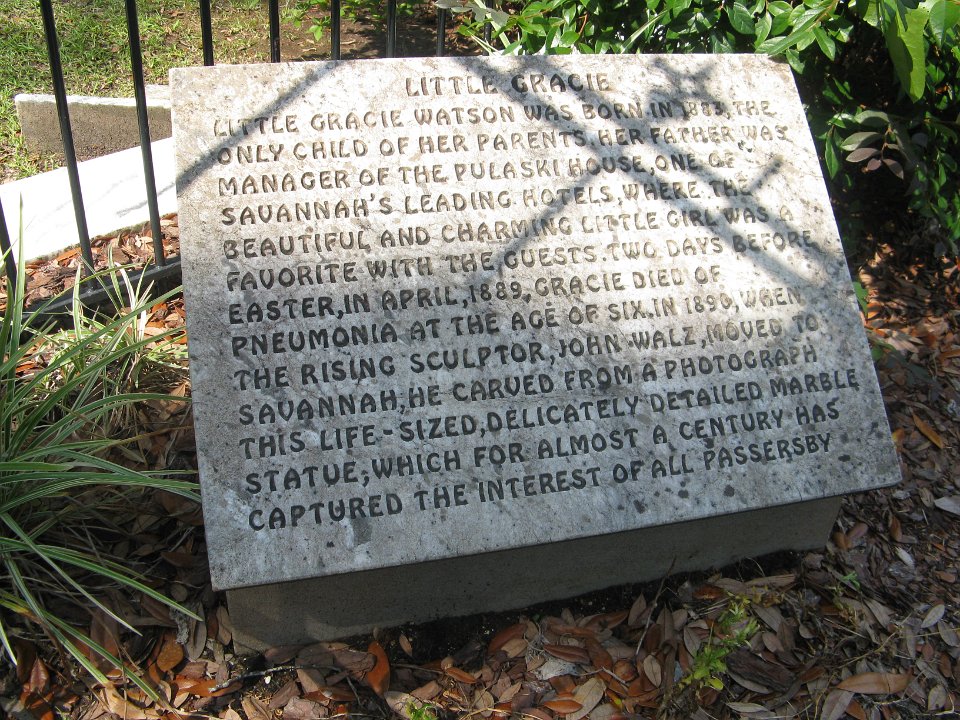 LITTLE GRACIE
LITTLE GRACIE WATSON WAS BORN IN 1883, THE
ONLY CHILD OF HER PARENTS. HER FATHER WAS
MANAGER OF THE PULASKI HOUSE, ONE OF
SAVANNAH'S LEADING HOTELS, WHERE THE
BEAUTIFUL AND CHARMING LITTLE GIRL WAS A
FAVORITE WITH THE GUESTS. TWO DAYS BEFORE
EASTER, IN APRIL, 1889, GRACIE DIED OF
PNEUMONIA AT THE AGE OF SIX. IN 1890, WHEN
THE RISING SCULPTOR, JOHN WALZ, MOVED TO
SAVANNAH, HE CARVED FROM A PHOTOGRAPH
THIS LIFE-SIZED, DELICATELY DETAILED MARBLE
STATUE, WHICH FOR ALMOST A CENTURY HAS
CAPTURED THE INTEREST OF ALL PASSERSBY